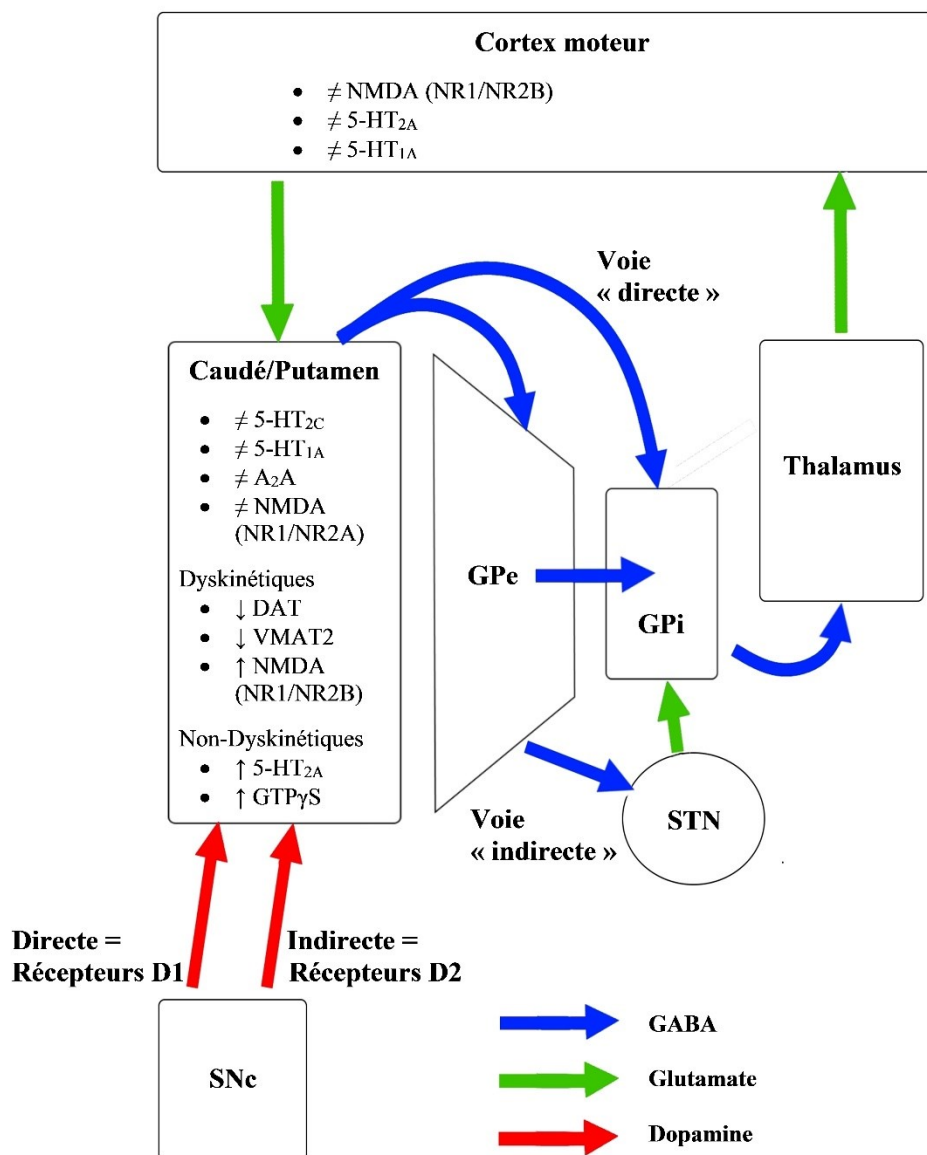 Cortex moteur
• ≠ NMDA (NR1/NR2B)
• ≠ 5-HT2A
• ≠ 5-HT1A
Voie
« directe »
Caudé/Putamen
• ≠ 5-HT2C
• ≠ 5-HT1A
• ≠ A2A
• ≠ NMDA
(NR1/NR2A)
Dyskinétiques
• ↓ DAT
• ↓ VMAT2
• ↑ NMDA
(NR1/NR2B)
Non-Dyskinétiques
• ↑ 5-HT2A
• ↑ GTPγS
GPe
GPi
Thalamus
STN
Voie
« indirecte »
Directe =
Récepteurs D1
Indirecte =
Récepteurs D2
SNc
GABA
Glutamate
Dopamine